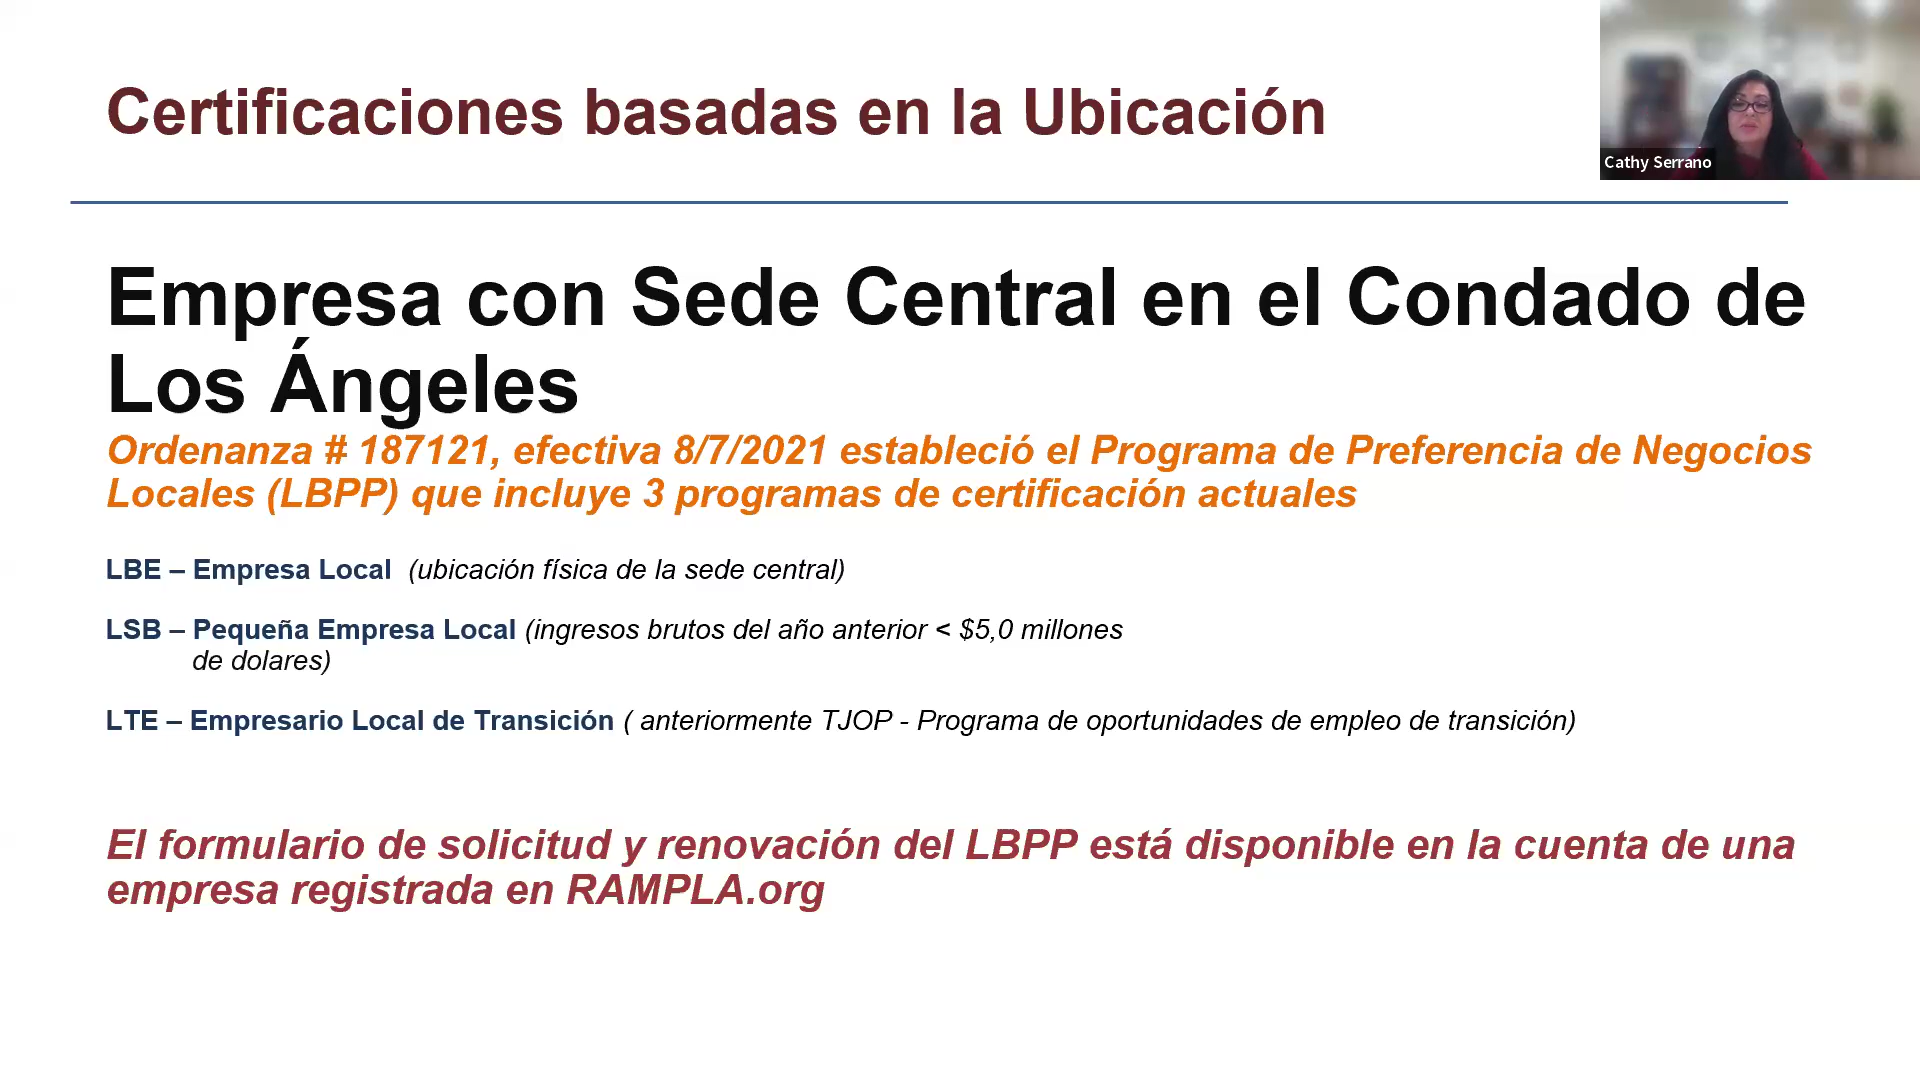 Certificaciones basadas en la Ubicación
Cathy Serrano
Empresa con Sede Central en el Condado de
Los Ángeles
Ordenanza # 187121, efectiva 8/7/2021 estableció el Programa de Preferencia de Negocios
Locales (LBPP) que incluye 3 programas de certificación actuales
LBE – Empresa Local (ubicación física de la sede central)
LSB – Pequeña Empresa Local (ingresos brutos del año anterior < $5,0 millones
de dolares)
LTE – Empresario Local de Transición ( anteriormente TJOP - Programa de oportunidades de empleo de transición)
El formulario de solicitud y renovación del LBPP está disponible en la cuenta de una
empresa registrada en RAMPLA.org